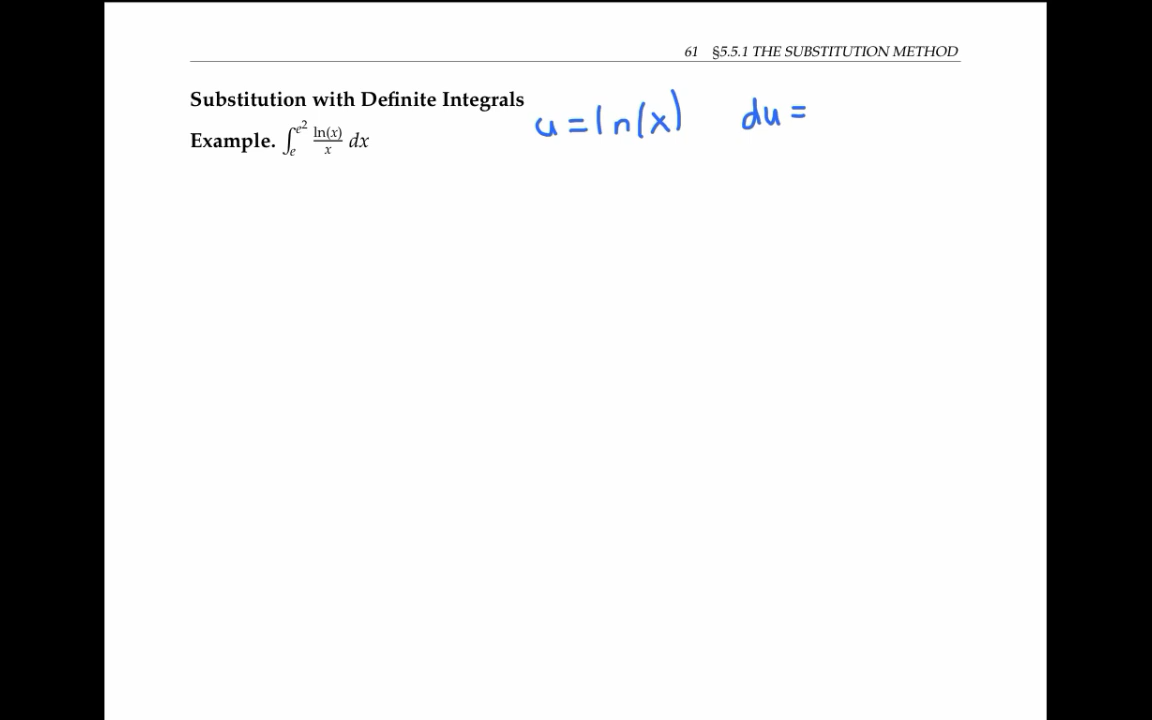 61 §5.5.1 THE SUBSTITUTION METHOD
Substitution with Definite Integrals
u = ln(x) du =
Example. ∫_e^{e^2} ln(x)/x dx